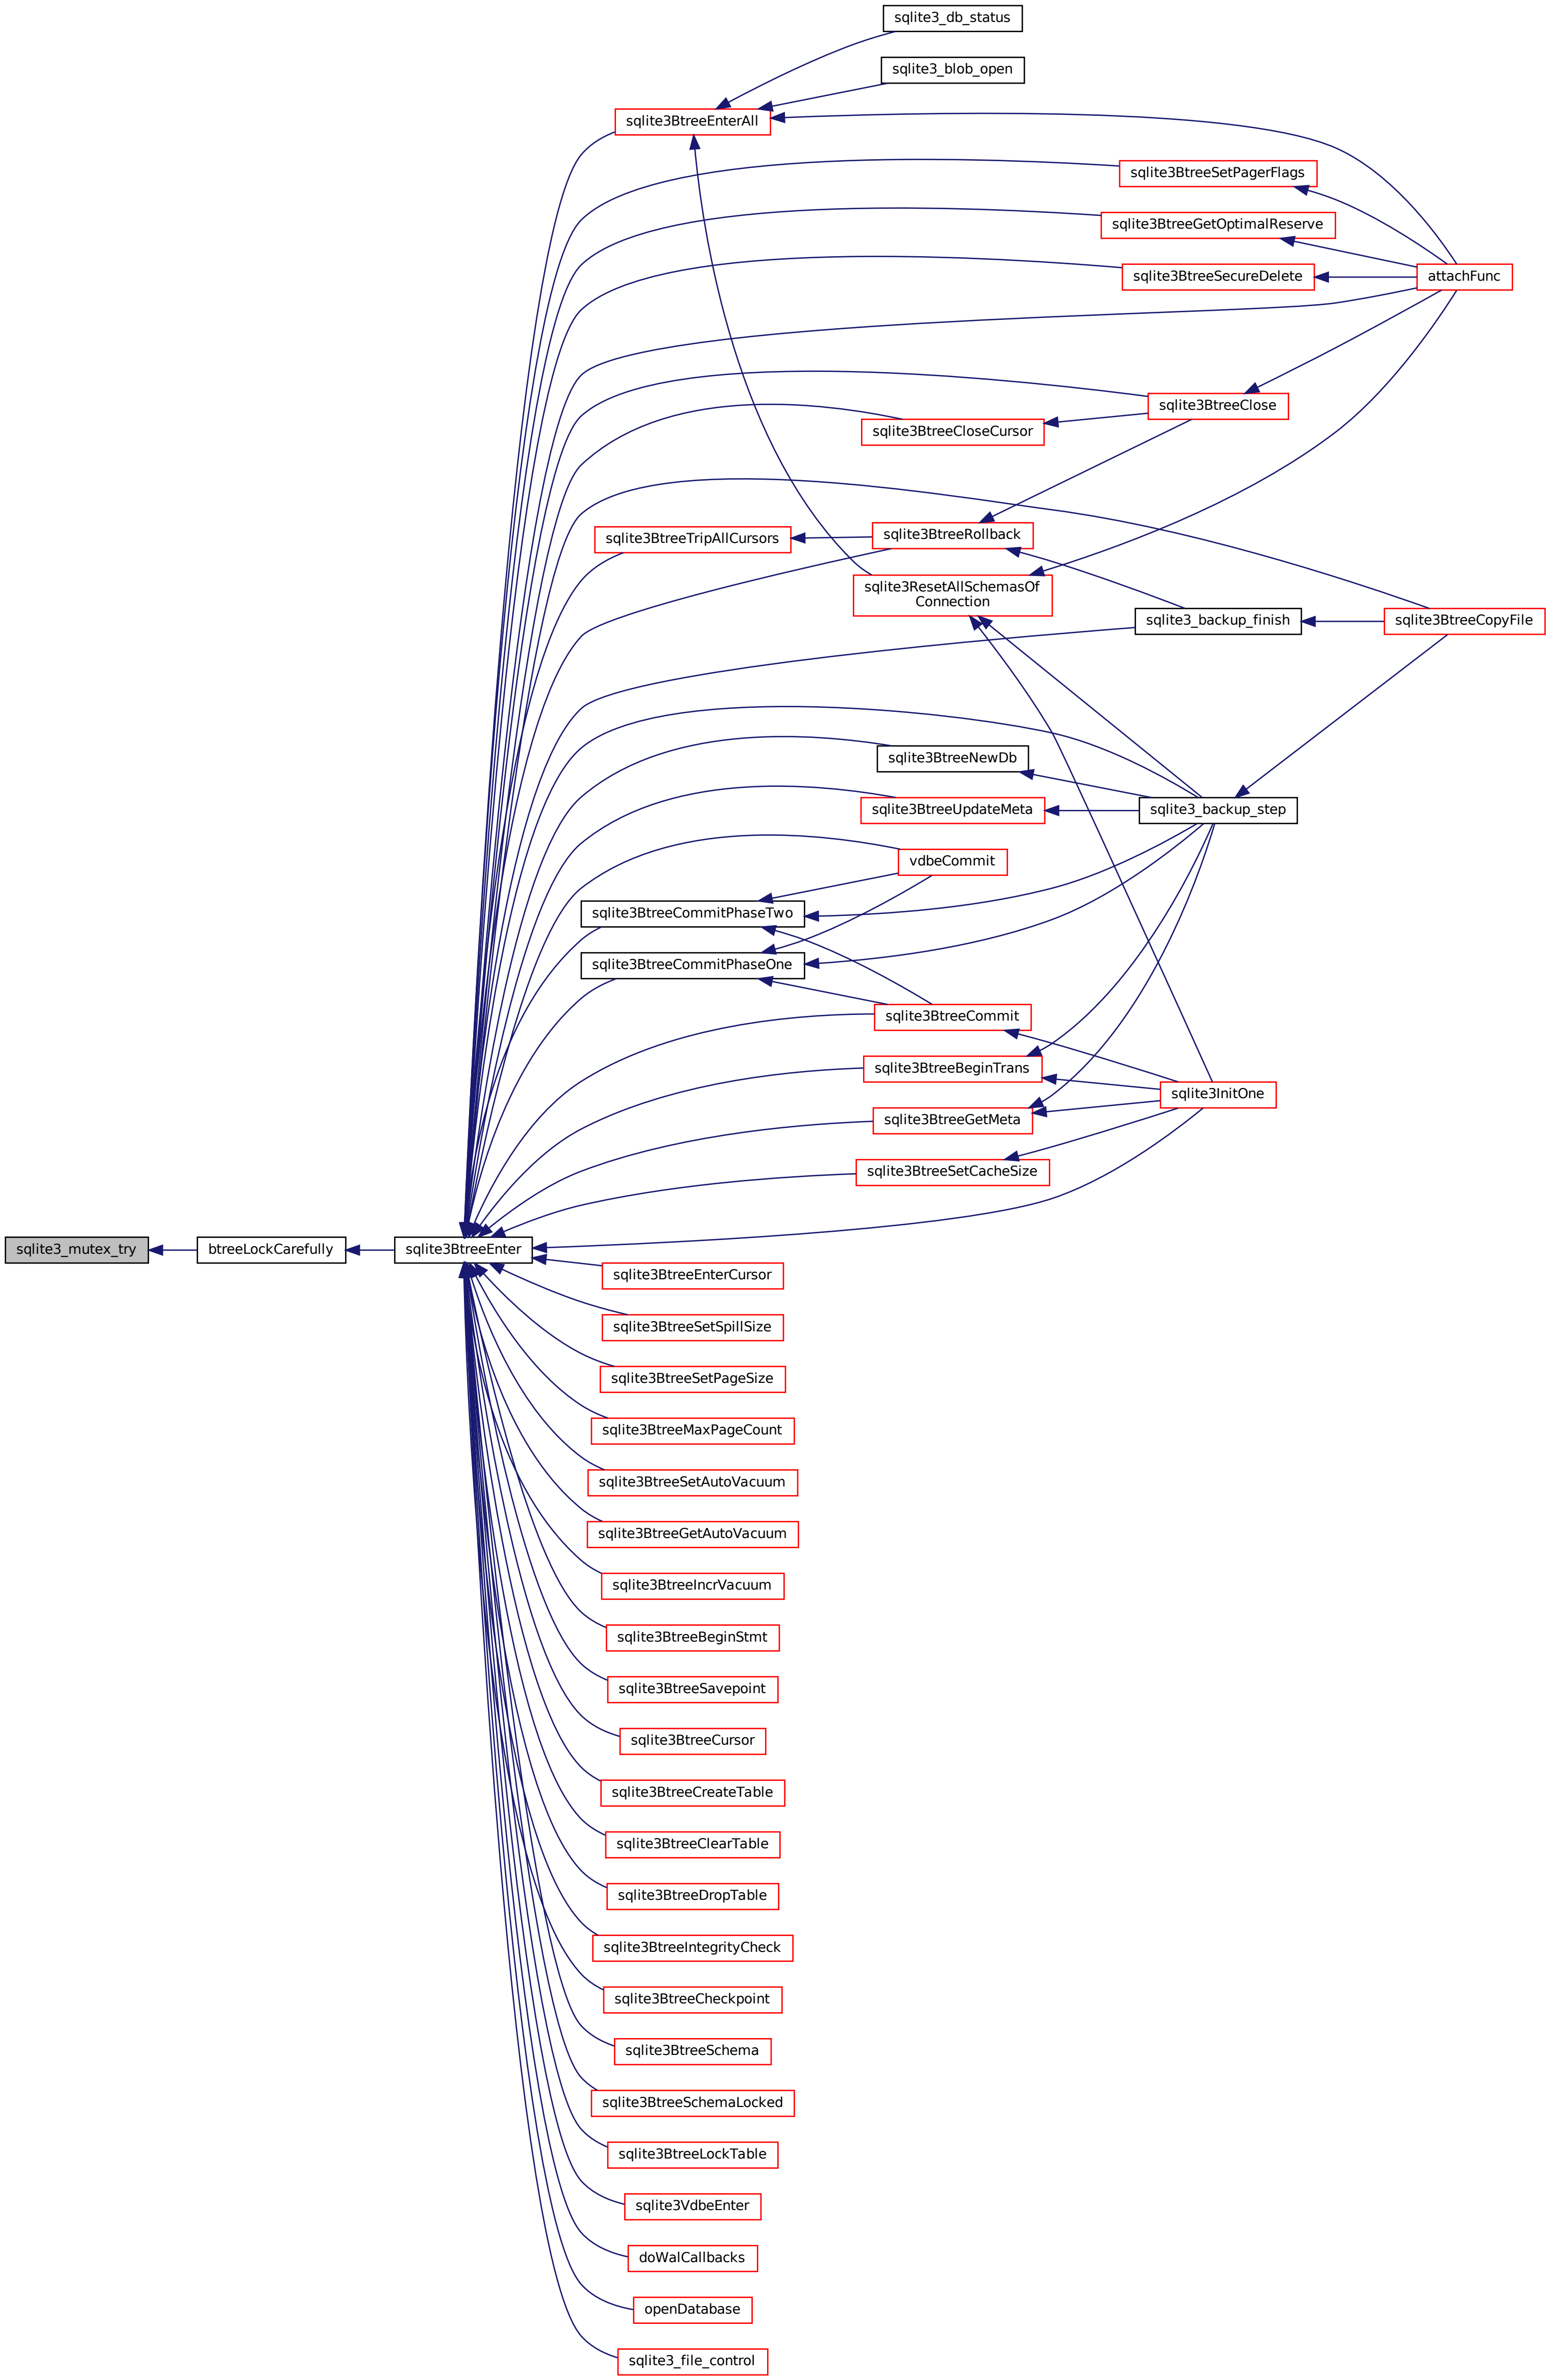 sqlite3_db_status
sqlite3_blob_open
sqlite3BtreeEnterAll
sqlite3BtreeSetPagerFlags
sqlite3BtreeGetOptimalReserve
sqlite3BtreeSecureDelete
attachFunc
sqlite3BtreeClose
sqlite3BtreeCloseCursor
sqlite3BtreeTripAllCursors
sqlite3BtreeRollback
sqlite3ResetAllSchemasOf
Connection
sqlite3_backup_finish
sqlite3BtreeCopyFile
sqlite3BtreeNewDb
sqlite3BtreeUpdateMeta
sqlite3_backup_step
vdbeCommit
sqlite3BtreeCommitPhaseTwo
sqlite3BtreeCommitPhaseOne
sqlite3BtreeCommit
sqlite3BtreeBeginTrans
sqlite3InitOne
sqlite3BtreeGetMeta
sqlite3BtreeSetCacheSize
sqlite3_mutex_try
btreeLockCarefully
sqlite3BtreeEnter
sqlite3BtreeEnterCursor
sqlite3BtreeSetSpillSize
sqlite3BtreeSetPageSize
sqlite3BtreeMaxPageCount
sqlite3BtreeSetAutoVacuum
sqlite3BtreeGetAutoVacuum
sqlite3BtreeIncrVacuum
sqlite3BtreeBeginStmt
sqlite3BtreeSavepoint
sqlite3BtreeCursor
sqlite3BtreeCreateTable
sqlite3BtreeClearTable
sqlite3BtreeDropTable
sqlite3BtreeIntegrityCheck
sqlite3BtreeCheckpoint
sqlite3BtreeSchema
sqlite3BtreeSchemaLocked
sqlite3BtreeLockTable
sqlite3VdbeEnter
doWalCallbacks
openDatabase
sqlite3_file_control